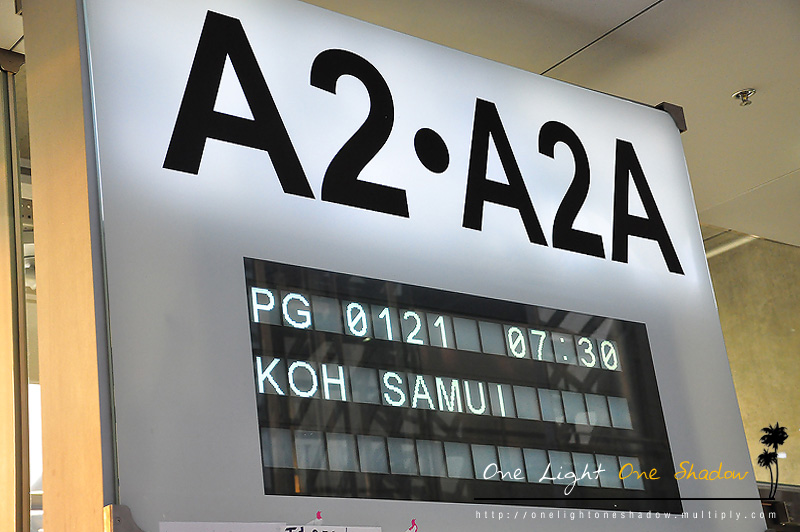 A2•A2A
PG 0121 07:30
KOH SAMUI
One Light One Shadow
http://onelightoneshadow.multiply.com